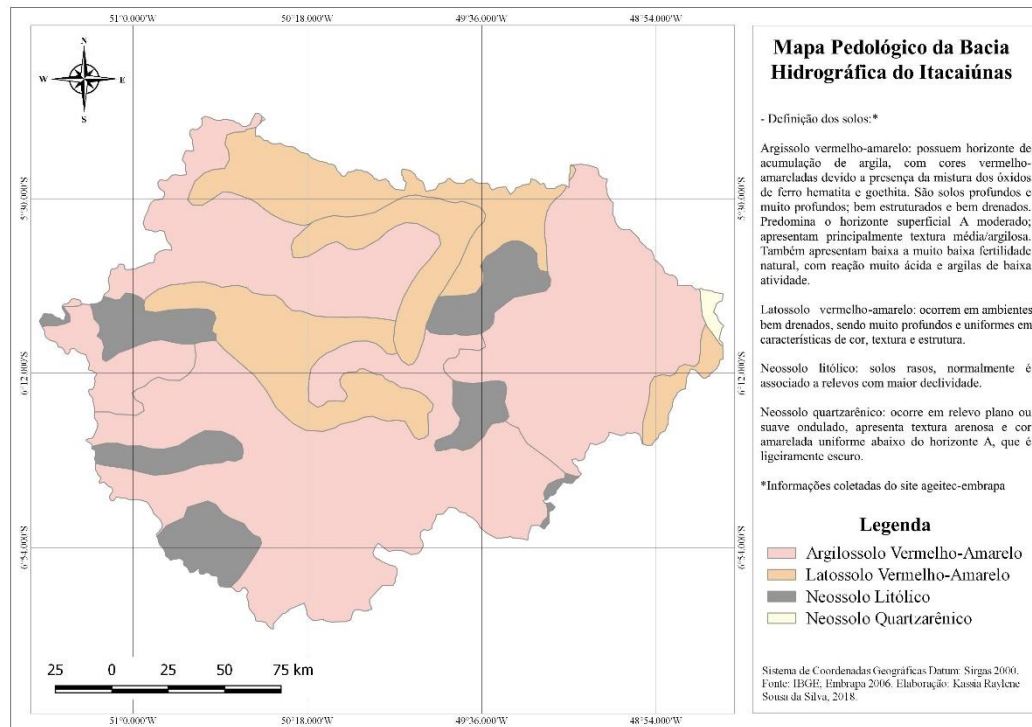 51°0.000'W 50°18.000'W 49°36.000'W 48°54.000'W
N
W E
S
5°30.000'S 5°30.000'S
6°12.000'S 6°12.000'S
6°54.000'S 6°54.000'S
25 0 25 50 75 km
51°0.000'W 50°18.000'W 49°36.000'W 48°54.000'W
Mapa Pedológico da Bacia
Hidrográfica do Itacaiúnas
- Definição dos solos:*
Argissolo vermelho-amarelo: possuem horizonte de
acumulação de argila, com cores vermelho-
amareladas devido a presença da mistura dos óxidos
de ferro hematita e goethita. São solos profundos e
muito profundos; bem estruturados e bem drenados.
Predomina o horizonte superficial A moderado;
apresentam principalmente textura média/argilosa.
Também apresentam baixa a muito baixa fertilidade
natural, com reação muito ácida e argilas de baixa
atividade.
Latossolo vermelho-amarelo: ocorrem em ambientes
bem drenados, sendo muito profundos e uniformes em
características de cor, textura e estrutura.
Neossolo litólico: solos rasos, normalmente é
associado a relevos com maior declividade.
Neossolo quartzarênico: ocorre em relevo plano ou
suave ondulado, apresenta textura arenosa e cor
amarelada uniforme abaixo do horizonte A, que é
ligeiramente escuro.
*Informações coletadas do site ageitec-embrapa
Legenda
Argilossolo Vermelho-Amarelo
Latossolo Vermelho-Amarelo
Neossolo Litólico
Neossolo Quartzarênico
Sistema de Coordenadas Geográficas Datum: Sirgas 2000.
Fonte: IBGE; Embrapa 2006. Elaboração: Kassia Raylene
Sousa da Silva, 2018.